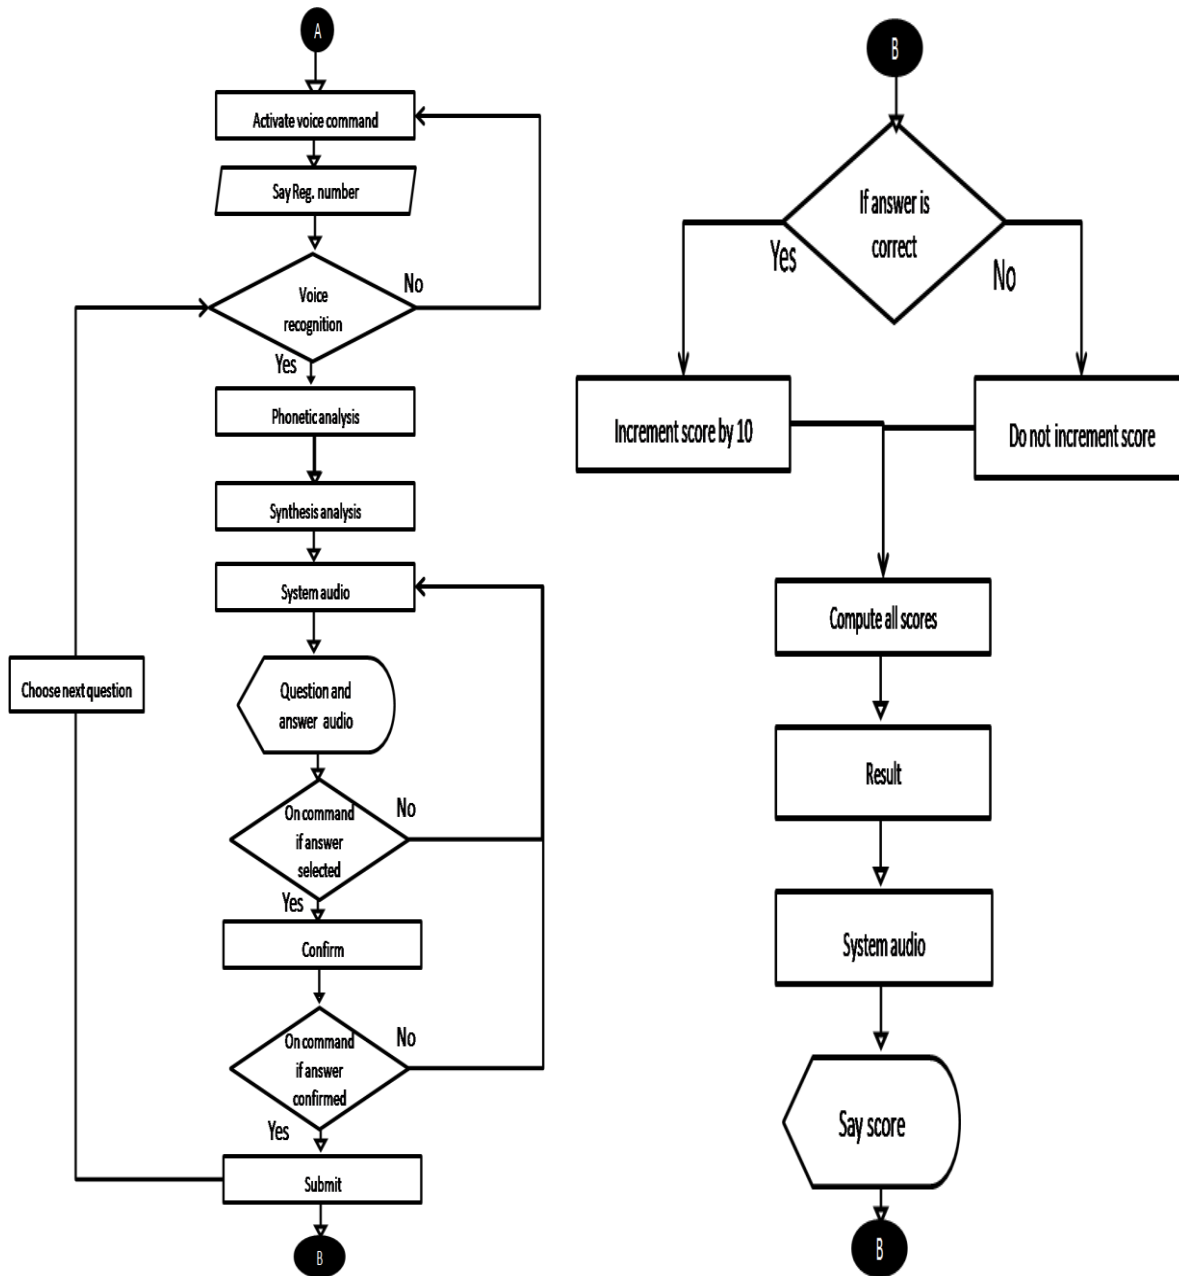 A
Activate voice command
Say Reg. number
No
Voice
recognition
Yes
Phonetic analysis
Synthesis analysis
System audio
Choose next question
Question and
answer audio
No
On command
if answer
selected
Yes
Confirm
No
On command
if answer
confirmed
Yes
Submit
B
B
If answer is
correct
Yes
No
Increment score by 10
Do not increment score
Compute all scores
Result
System audio
Say score
B